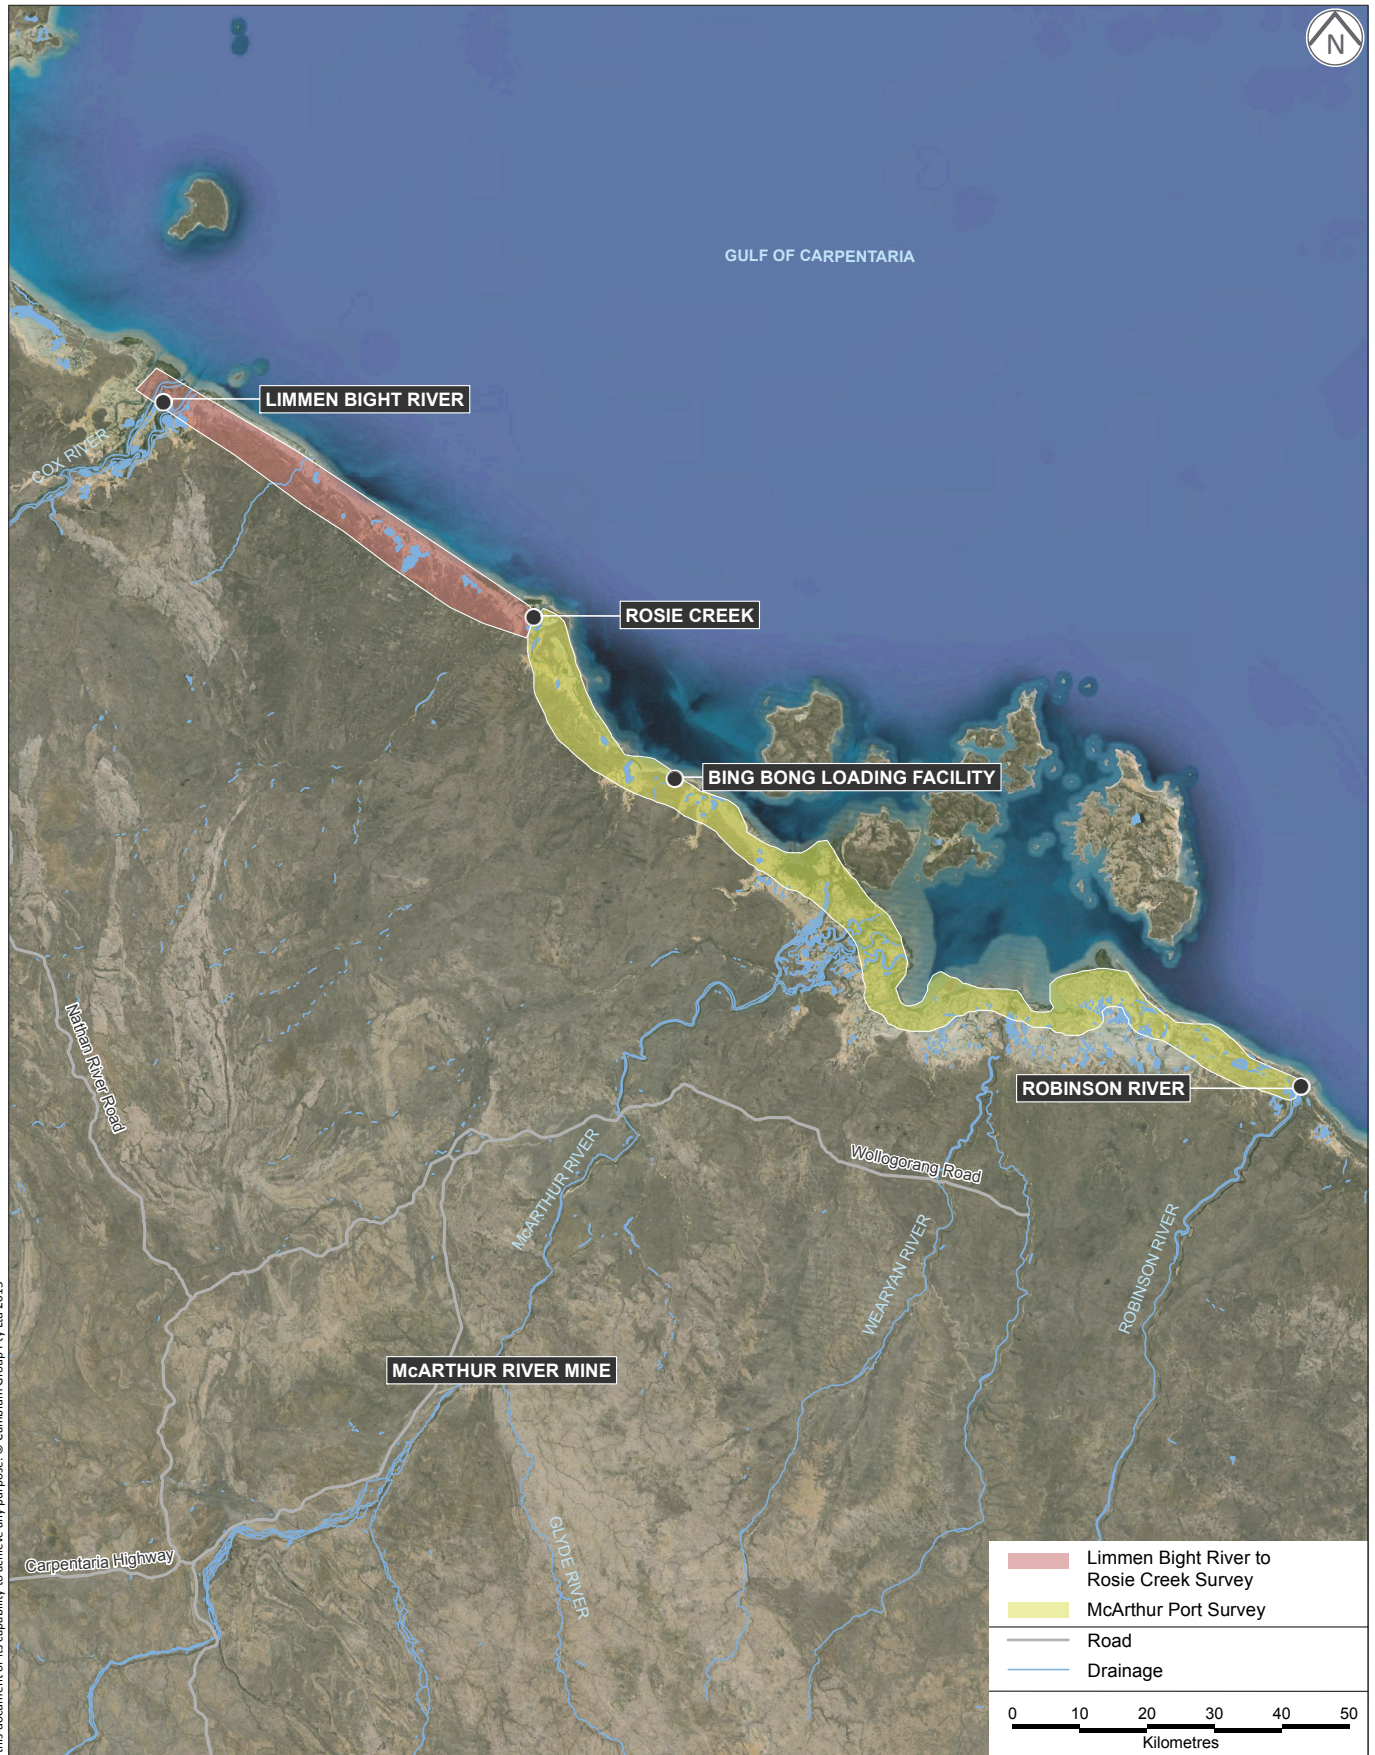 N
GULF OF CARPENTARIA
LIMMEN BIGHT RIVER
COX RIVER
ROSIE CREEK
BING BONG LOADING FACILITY
ROBINSON RIVER
Nathan River Road
McARTHUR RIVER
Wollogorang Road
WEARYAN RIVER
ROBINSON RIVER
McARTHUR RIVER MINE
GLYDE RIVER
Carpentaria Highway
Limmen Bight River to
Rosie Creek Survey
McArthur Port Survey
Road
Drainage
0 10 20 30 40 50
Kilometres